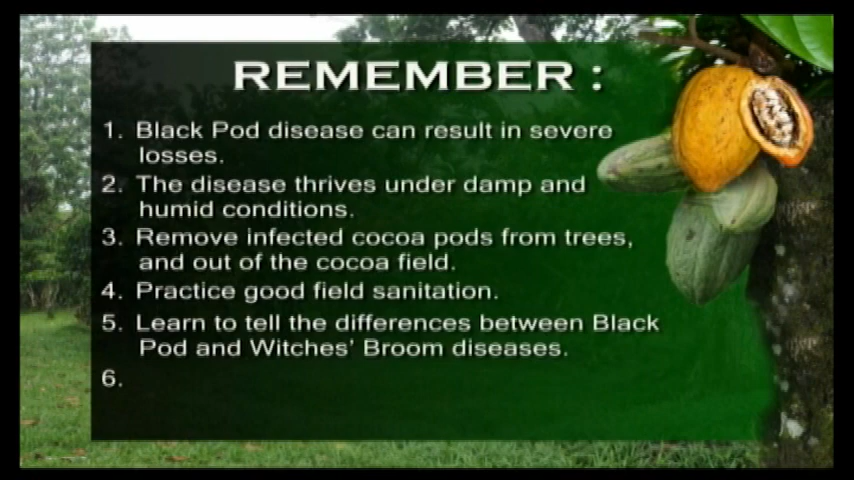 REMEMBER :
1. Black Pod disease can result in severe
losses.
2. The disease thrives under damp and
humid conditions.
3. Remove infected cocoa pods from trees,
and out of the cocoa field.
4. Practice good field sanitation.
5. Learn to tell the differences between Black
Pod and Witches' Broom diseases.
6.